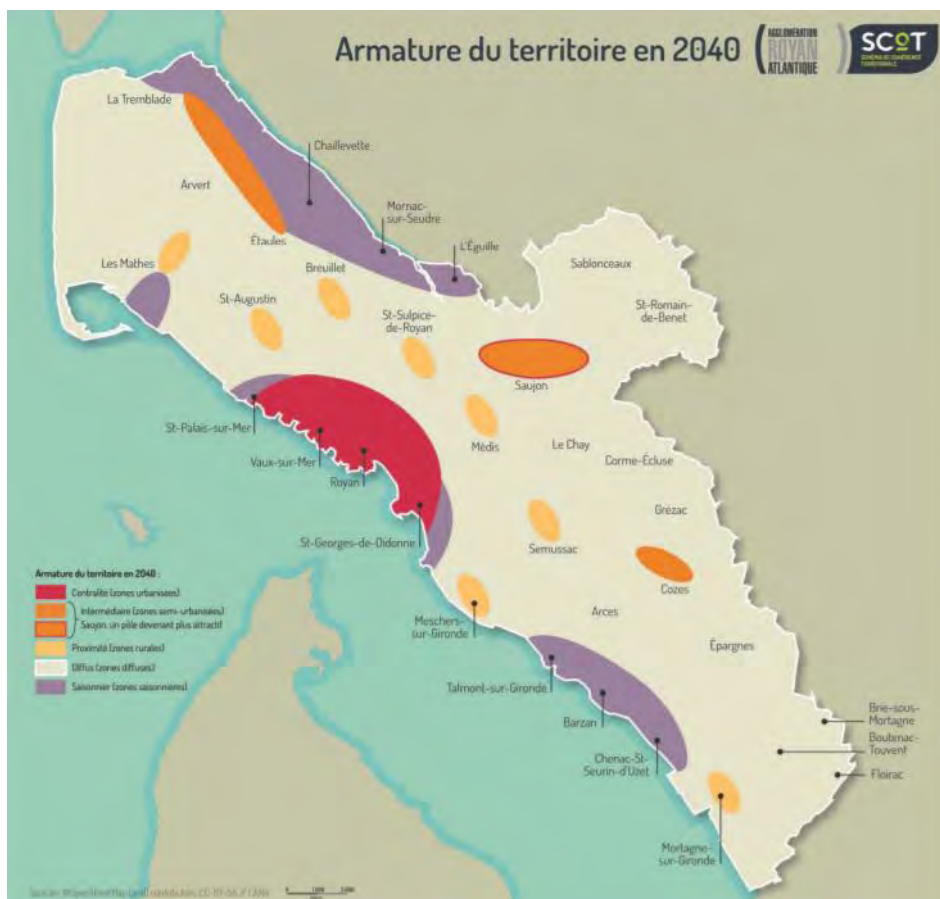 Armature du territoire en 2040
AGGLOMÉRATION
ROYAN
ATLANTIQUE
SCOT
SCHÉMA DE COHÉRENCE
TERRITORIALE
La Tremblade
Chaillevette
Arvert
Mornac-
sur-Seudre
Étaules
L'Éguille
Sablonceaux
Les Mathes
Breuillet
St-Augustin
St-Romain-
de-Benet
St-Sulpice-
de-Royan
Saujon
St-Palais-sur-Mer
Médis
Le Chay
Vaux-sur-Mer
Corme-Écluse
Royan
Grézac
St-Georges-de-Didonne
Semussac
Cozes
Armature du territoire en 2040 :
Centralité (zones urbanisées)
Intermédiaire (zones semi-urbanisées)
Saujon, un pôle devenant plus attractif
Proximité (zones rurales)
Diffus (zones diffuses)
Saisonnier (zones saisonnières)
Meschers-
sur-Gironde
Arces
Épargnes
Talmont-sur-Gironde
Barzan
Brie-sous-
Mortagne
Boutenac-
Touvent
Chenac-St-
Seurin-d'Uzet
Floirac
Mortagne-
sur-Gironde